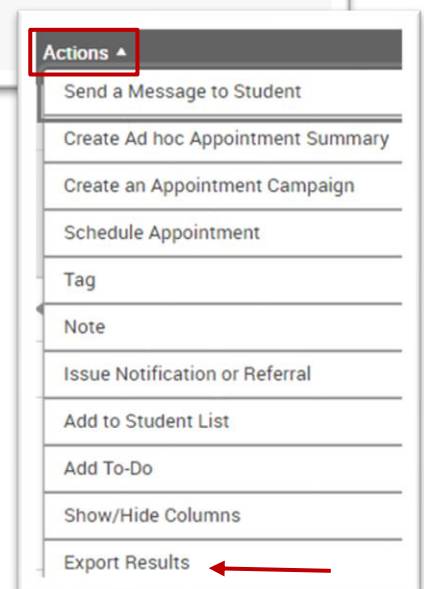 Actions ▲
Send a Message to Student
Create Ad hoc Appointment Summary
Create an Appointment Campaign
Schedule Appointment
Tag
Note
Issue Notification or Referral
Add to Student List
Add To-Do
Show/Hide Columns
Export Results